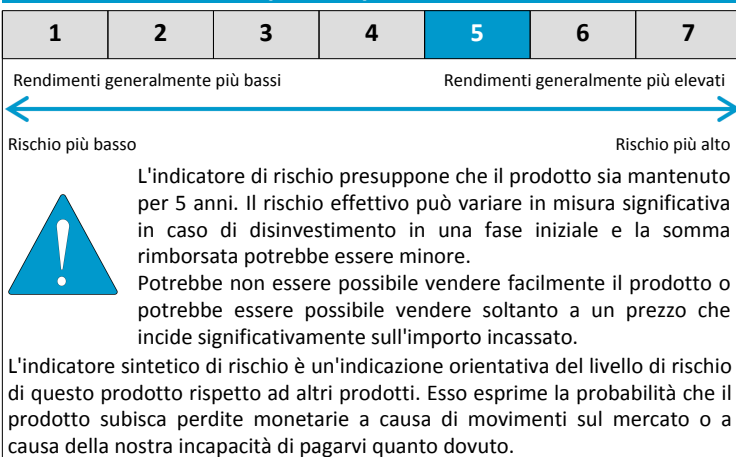 1 2 3 4 5 6 7
Rendimenti generalmente più bassi Rendimenti generalmente più elevati
Rischio più basso Rischio più alto
L'indicatore di rischio presuppone che il prodotto sia mantenuto
per 5 anni. Il rischio effettivo può variare in misura significativa
in caso di disinvestimento in una fase iniziale e la somma
rimborsata potrebbe essere minore.
Potrebbe non essere possibile vendere facilmente il prodotto o
potrebbe essere possibile vendere soltanto a un prezzo che
incide significativamente sull'importo incassato.
L'indicatore sintetico di rischio è un'indicazione orientativa del livello di rischio
di questo prodotto rispetto ad altri prodotti. Esso esprime la probabilità che il
prodotto subisca perdite monetarie a causa di movimenti sul mercato o a
causa della nostra incapacità di pagarvi quanto dovuto.